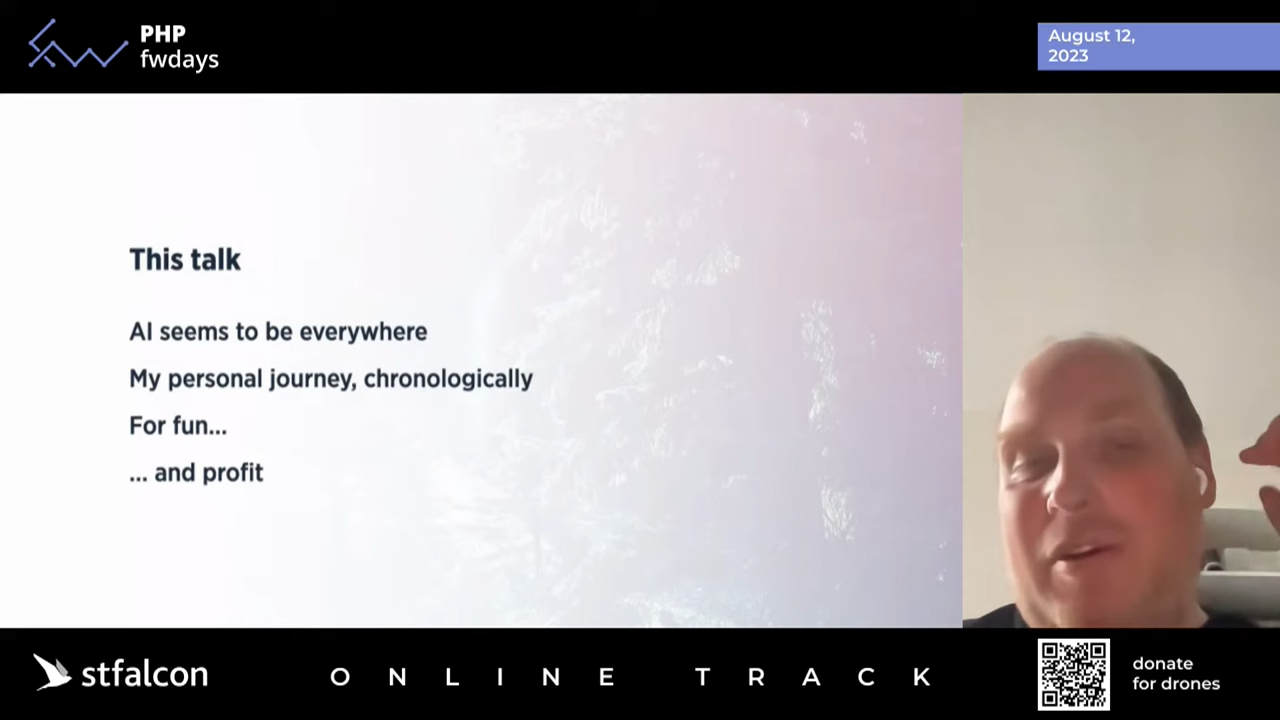 PHP
fwdays
August 12,
2023
This talk
AI seems to be everywhere
My personal journey, chronologically
For fun...
... and profit
stfalcon
ONLINE TRACK
donate
for drones